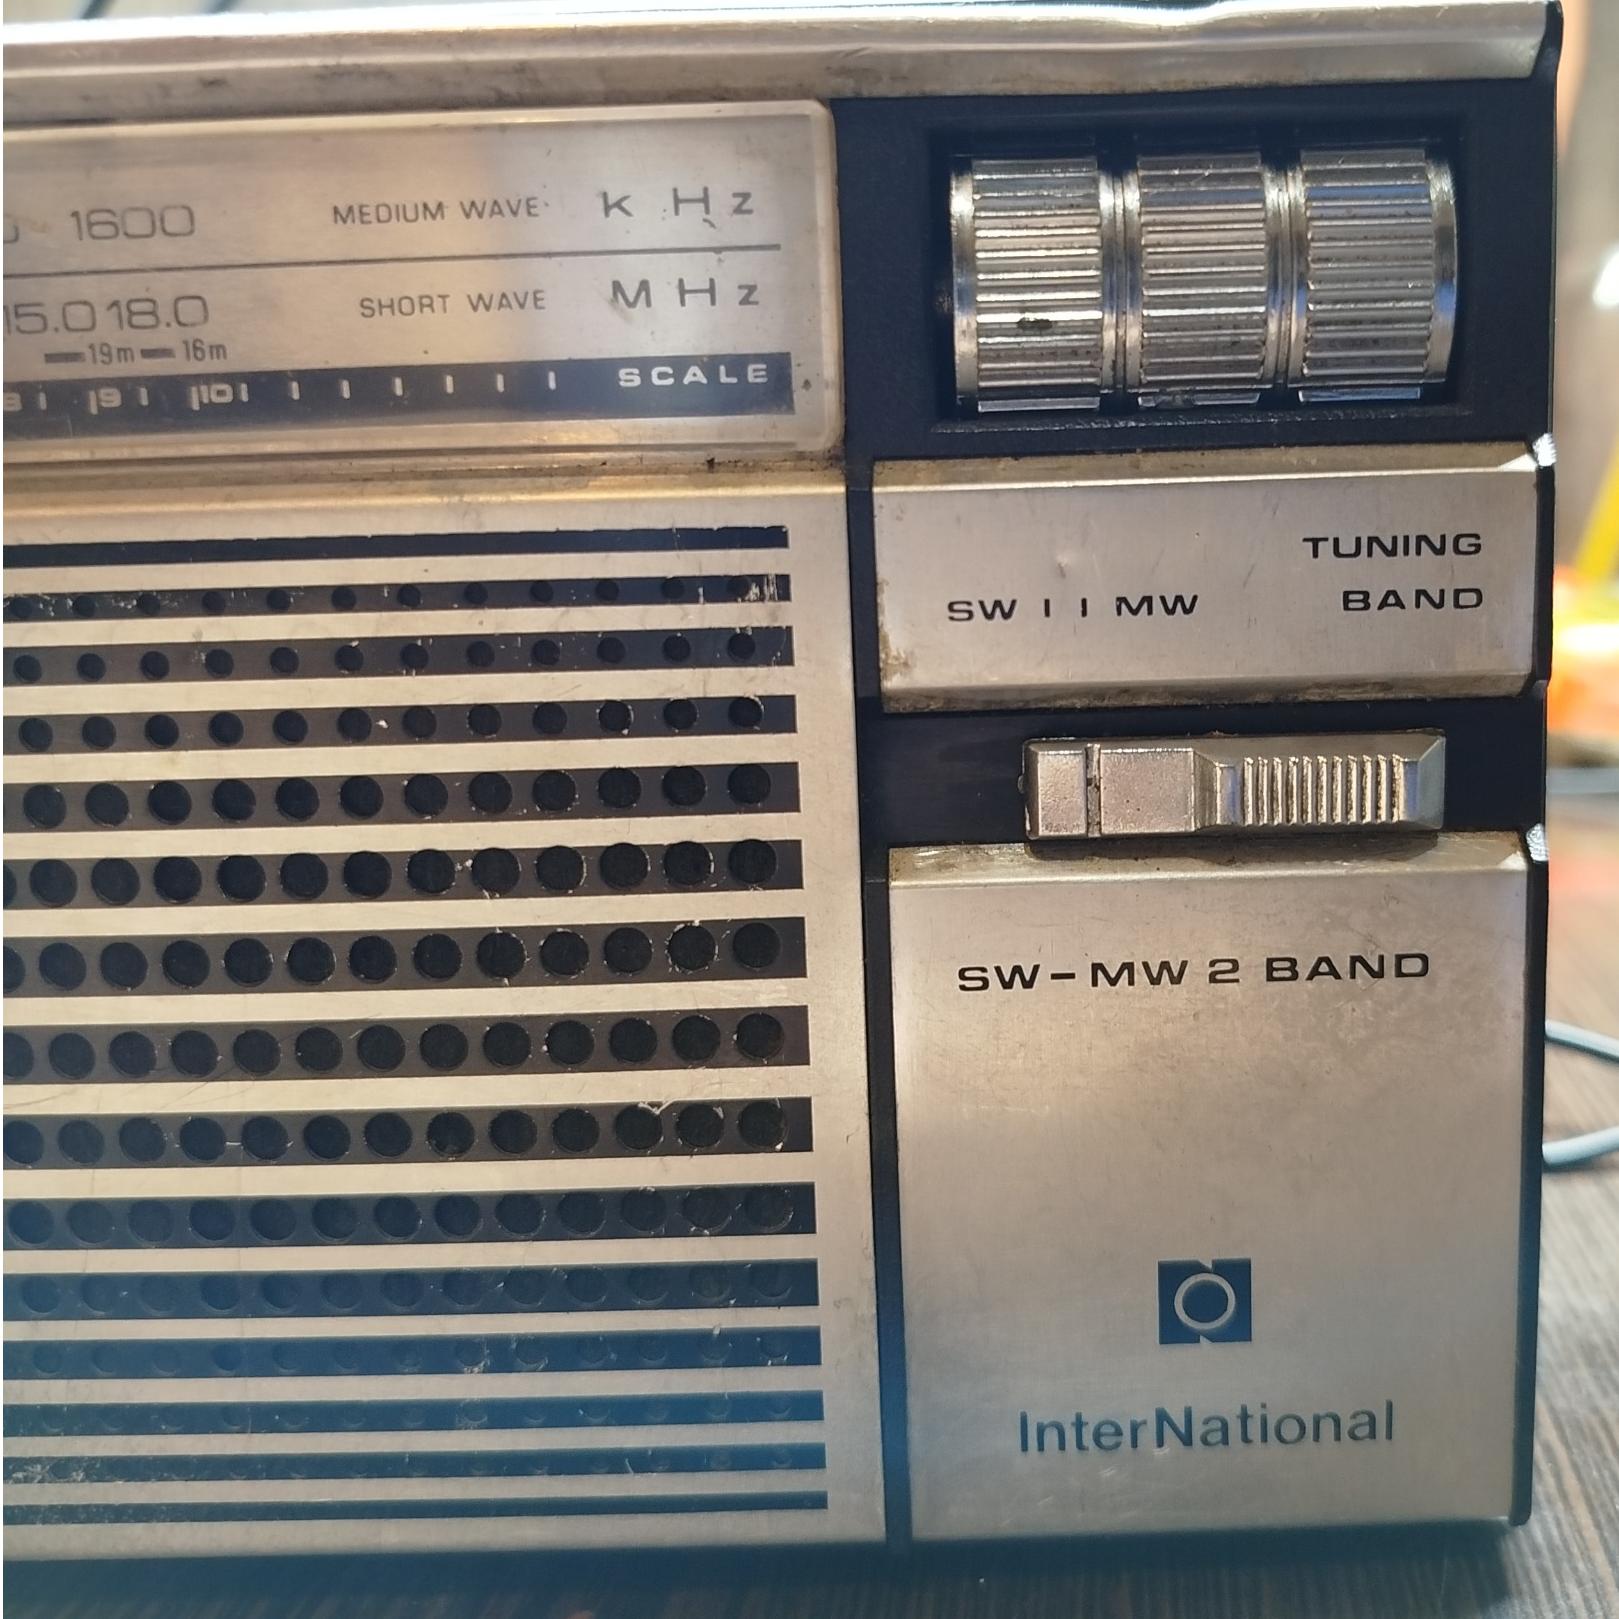 1600 MEDIUM WAVE kHz
15.0 18.0 SHORT WAVE MHz
19m 16m
8 9 10 SCALE
TUNING
SW MW BAND
SW-MW 2 BAND
InterNational